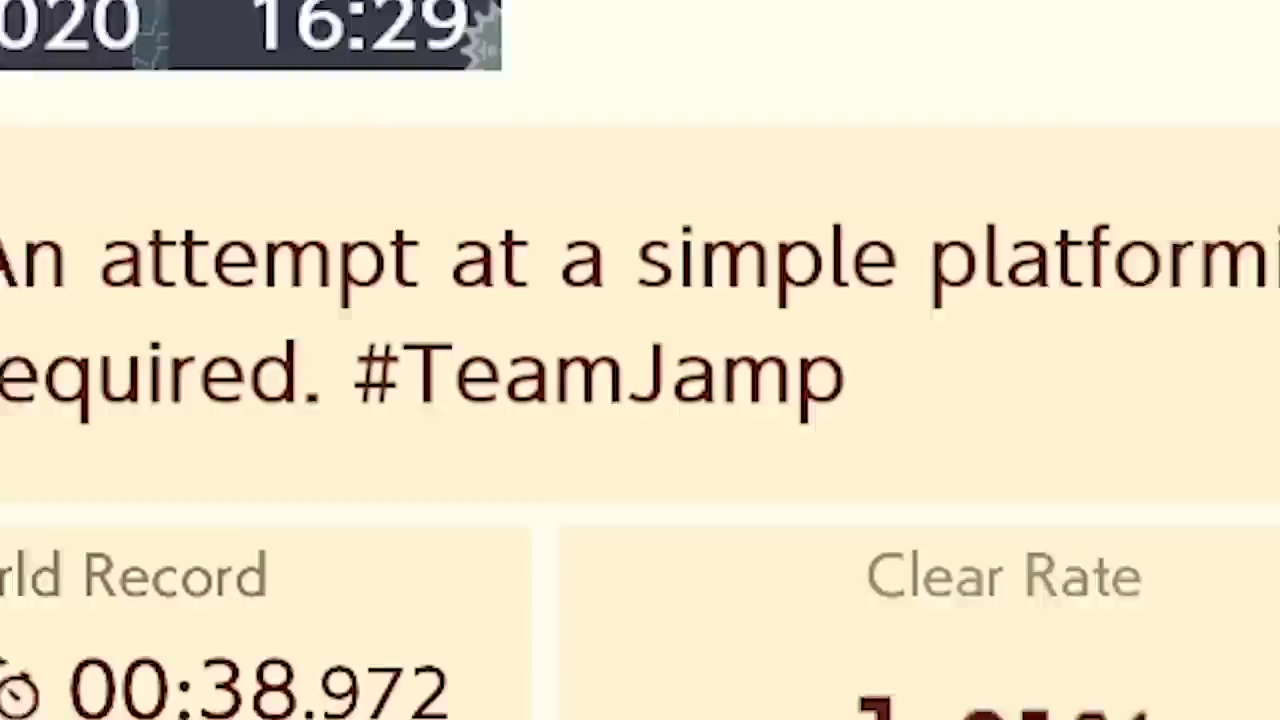 020 16:29
An attempt at a simple platformi
equired. #TeamJamp
rld Record Clear Rate
00:38.972